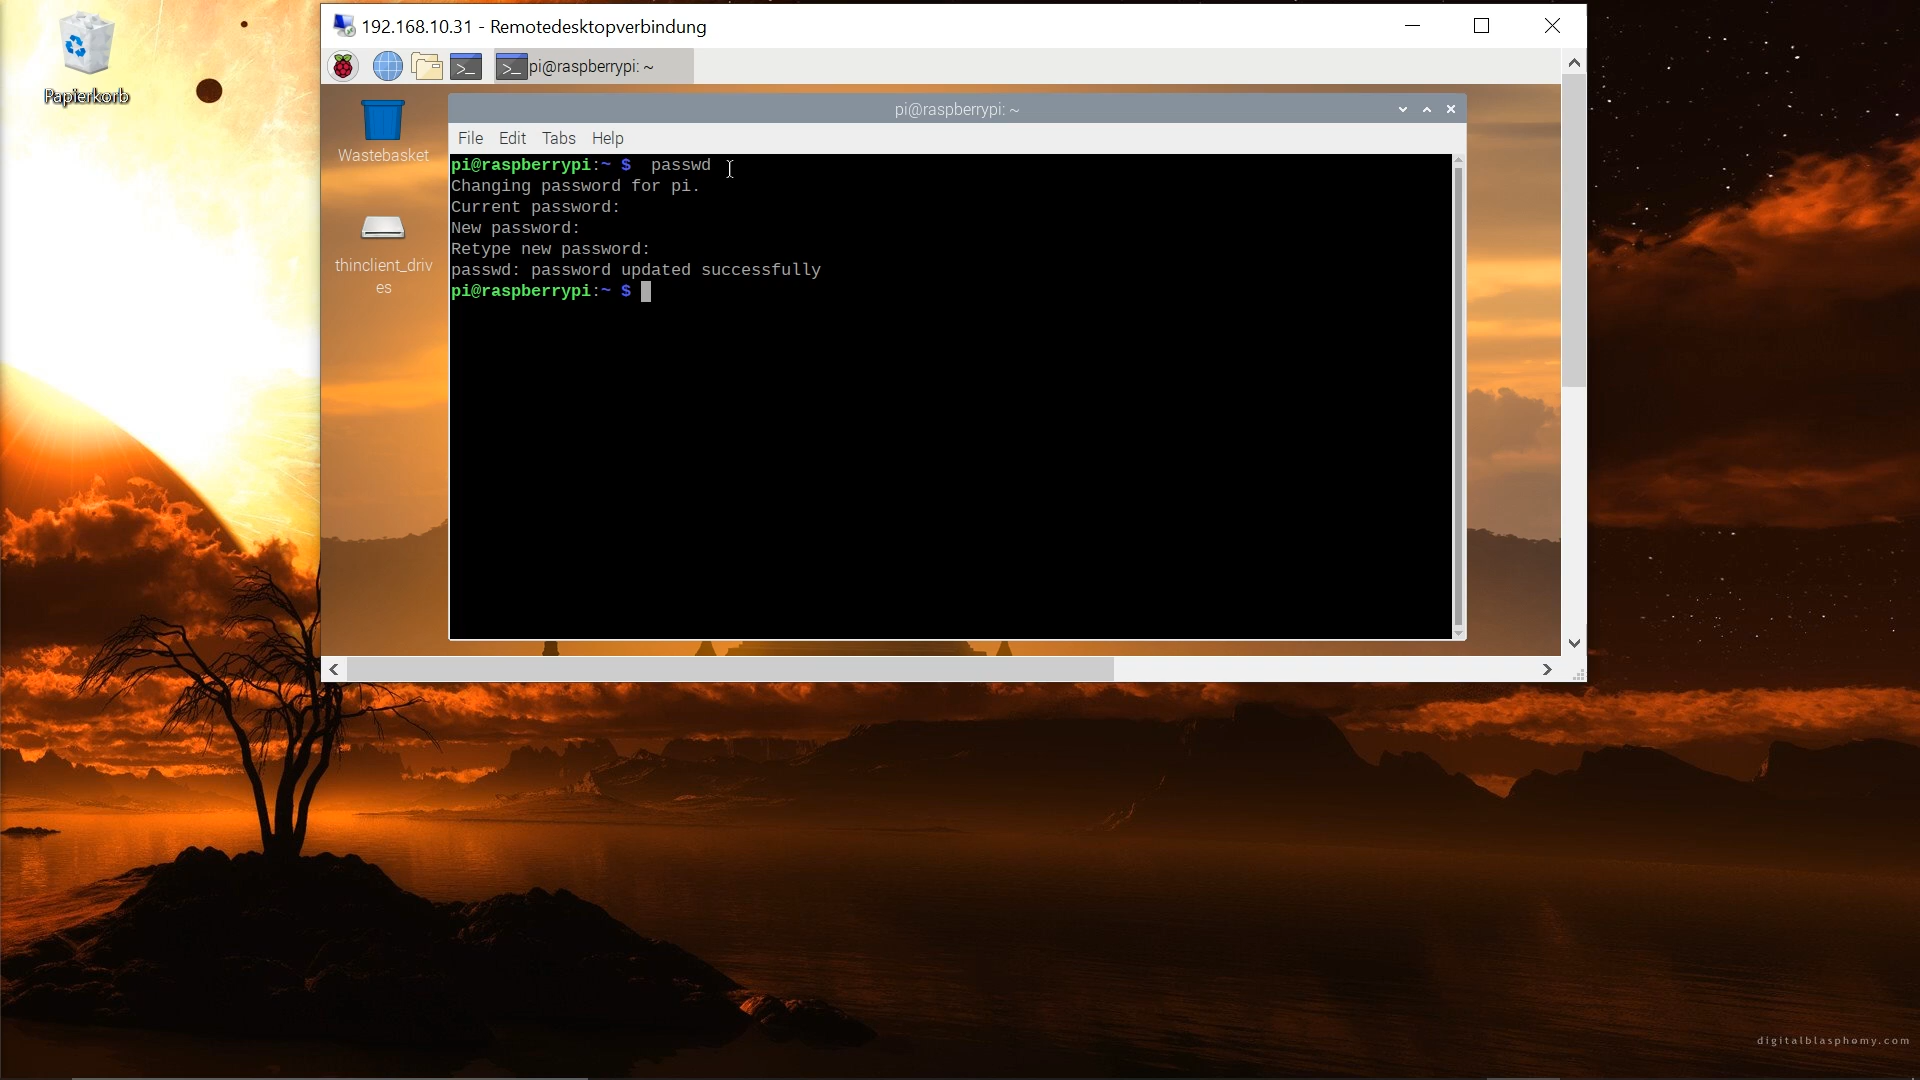 Papierkorb
192.168.10.31 - Remotedesktopverbindung
pi@raspberrypi: ~
pi@raspberrypi: ~
Wastebasket
thinclient_driv
es
File Edit Tabs Help
pi@raspberrypi:~ $  passwd
Changing password for pi.
Current password:
New password:
Retype new password:
passwd: password updated successfully
pi@raspberrypi:~ $
digitalblasphemy.com